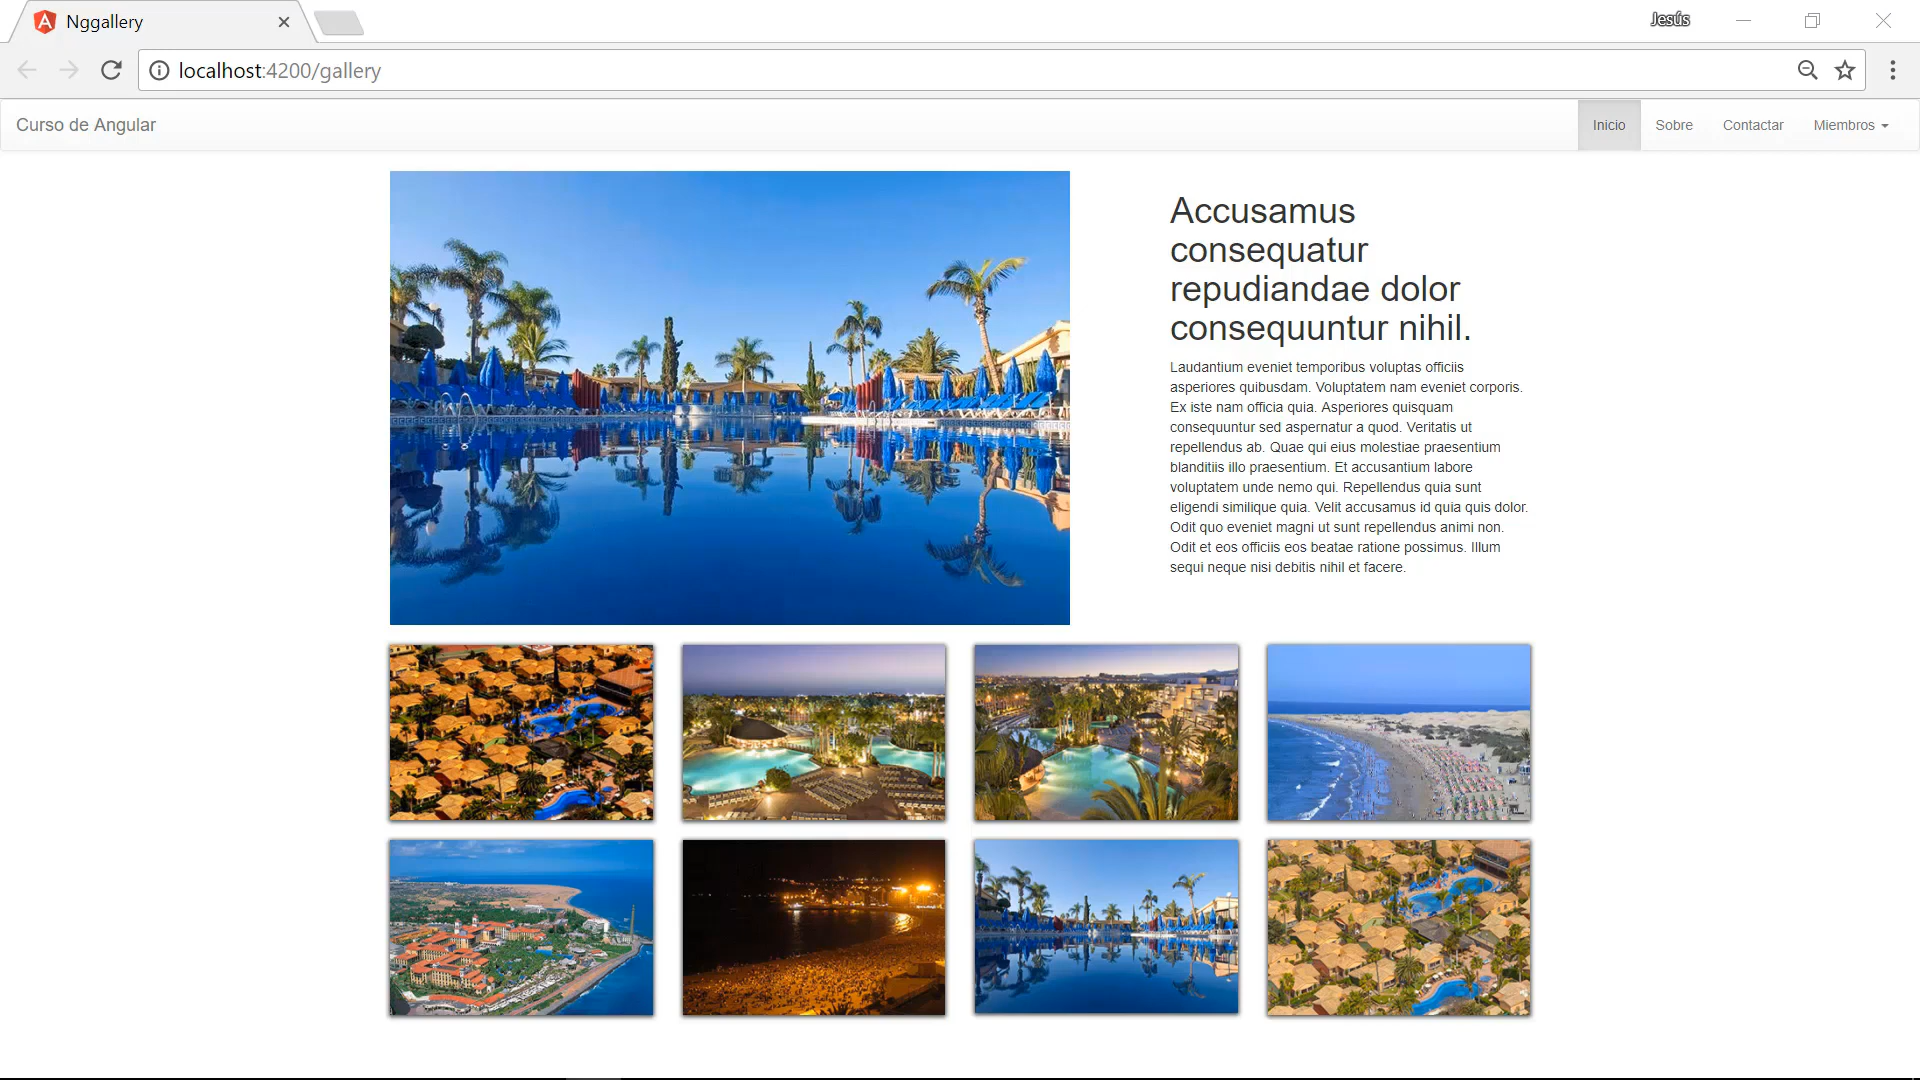 Nggallery
Jesús
localhost:4200/gallery
Curso de Angular
Inicio
Sobre
Contactar
Miembros
Accusamus
consequatur
repudiandae dolor
consequuntur nihil.
Laudantium eveniet temporibus voluptas officiis
asperiores quibusdam. Voluptatem nam eveniet corporis.
Ex iste nam officia quia. Asperiores quisquam
consequuntur sed aspernatur a quod. Veritatis ut
repellendus ab. Quae qui eius molestiae praesentium
blanditiis illo praesentium. Et accusantium labore
voluptatem unde nemo qui. Repellendus quia sunt
eligendi similique quia. Velit accusamus id quia quis dolor.
Odit quo eveniet magni ut sunt repellendus animi non.
Odit et eos officiis eos beatae ratione possimus. Illum
sequi neque nisi debitis nihil et facere.